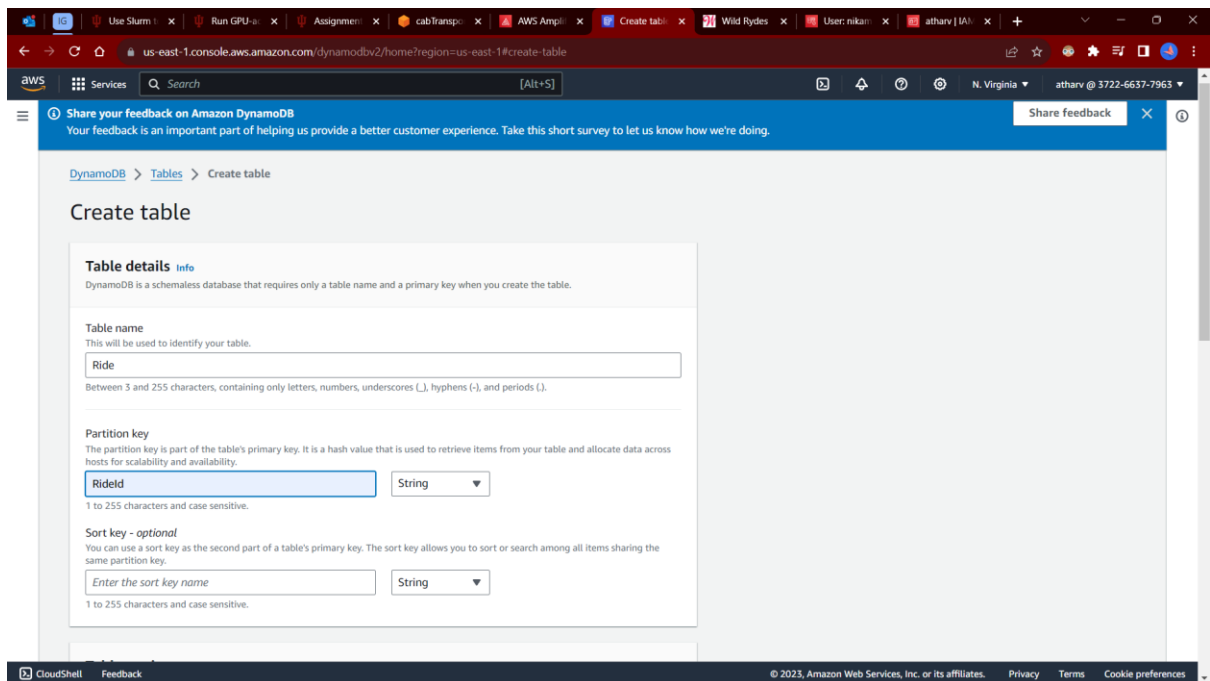 IG
Use Slurm t
Run GPU-ac
Assignment
cabTranspo
AWS Amplif
Create table
Wild Rydes
User: nikam
atharv | IAM
us-east-1.console.aws.amazon.com/dynamodbv2/home?region=us-east-1#create-table
aws
Services
Search
[Alt+S]
N. Virginia
atharv @ 3722-6637-7963
Share your feedback on Amazon DynamoDB
Your feedback is an important part of helping us provide a better customer experience. Take this short survey to let us know how we're doing.
Share feedback
DynamoDB
Tables
Create table
Create table
Table details Info
DynamoDB is a schemaless database that requires only a table name and a primary key when you create the table.
Table name
This will be used to identify your table.
Ride
Between 3 and 255 characters, containing only letters, numbers, underscores (_), hyphens (-), and periods (.).
Partition key
The partition key is part of the table's primary key. It is a hash value that is used to retrieve items from your table and allocate data across
hosts for scalability and availability.
RideId
String
1 to 255 characters and case sensitive.
Sort key - optional
You can use a sort key as the second part of a table's primary key. The sort key allows you to sort or search among all items sharing the
same partition key.
Enter the sort key name
String
1 to 255 characters and case sensitive.
CloudShell
Feedback
© 2023, Amazon Web Services, Inc. or its affiliates.
Privacy
Terms
Cookie preferences